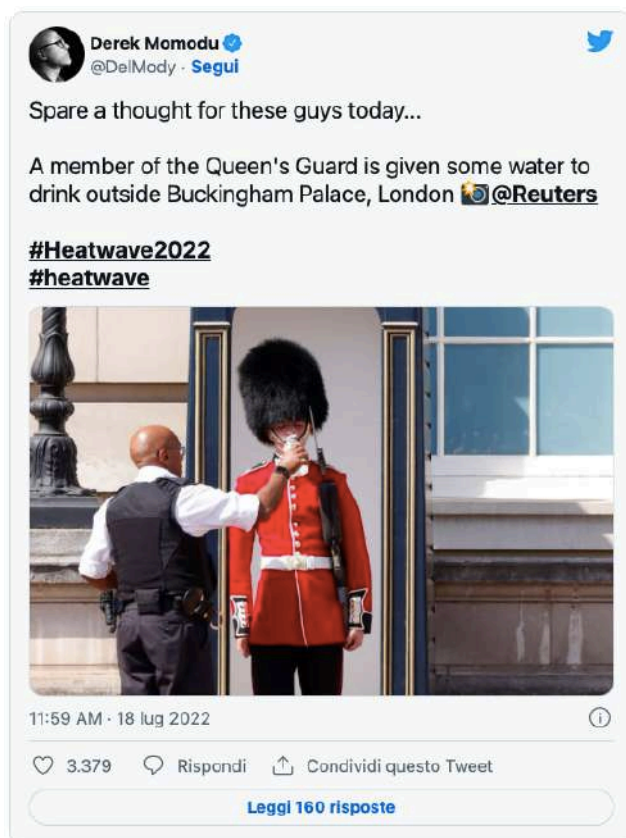 Derek Momodu
@DelMody · Segui
Spare a thought for these guys today...
A member of the Queen's Guard is given some water to
drink outside Buckingham Palace, London 📸@Reuters
#Heatwave2022
#heatwave
11:59 AM · 18 lug 2022
3.379 Rispondi Condividi questo Tweet
Leggi 160 risposte